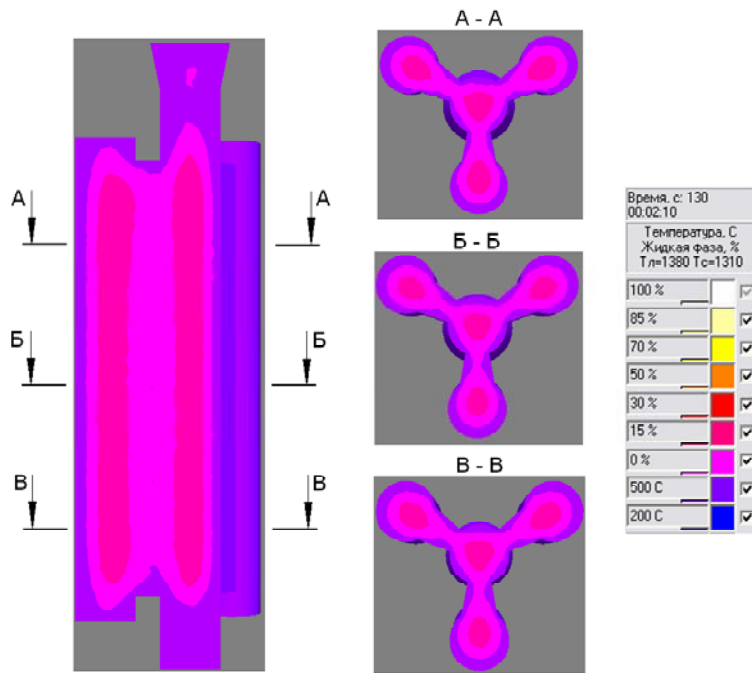 А - А
А
А
Б - Б
Б
Б
В - В
В
В
Время, с: 130
00:02:10
Температура, С
Жидкая фаза, %
Тл=1380 Тс=1310
100 %
85 %
70 %
50 %
30 %
15 %
0 %
500 С
200 С